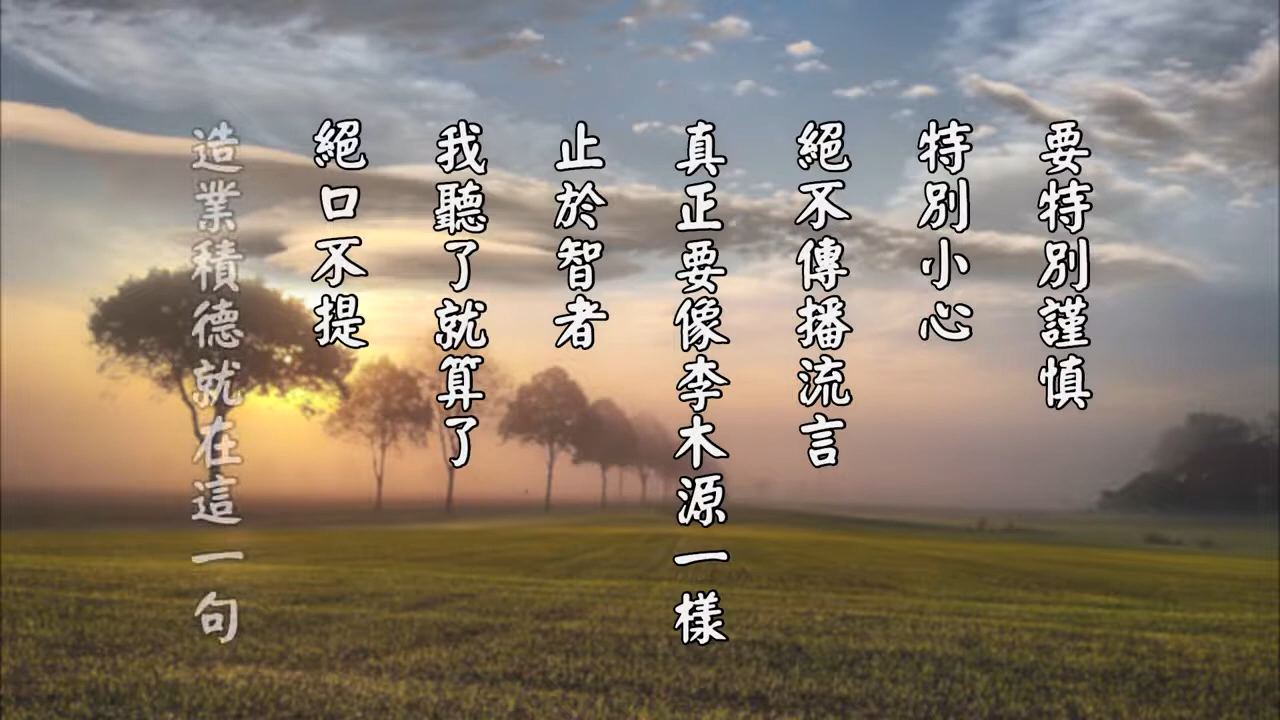 要特別謹慎
特別小心
絕不傳播流言
真正要像李木源一樣
止於智者
我聽了就算了
絕口不提
造業積德就在這一句